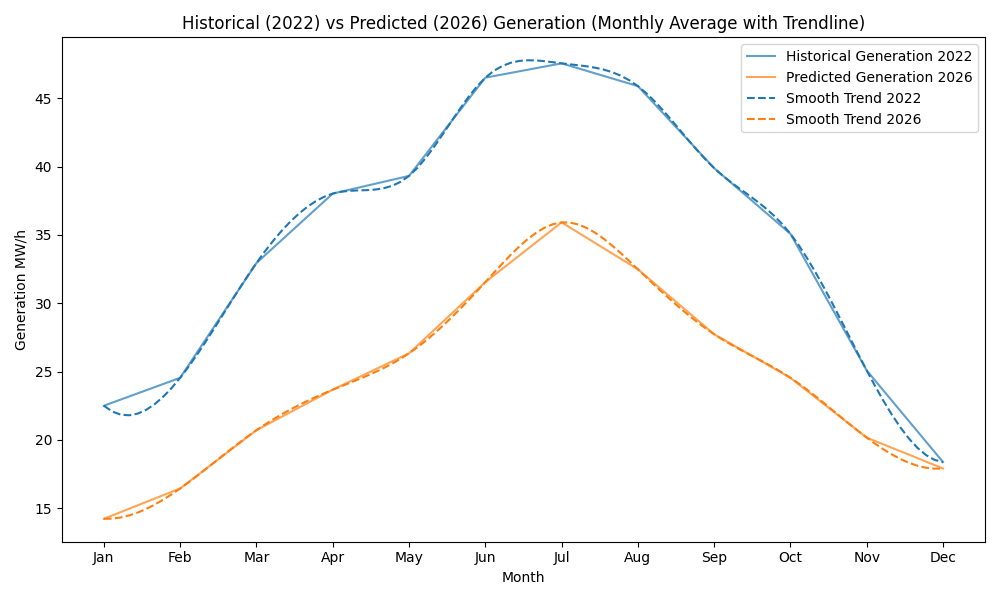 Historical (2022) vs Predicted (2026) Generation (Monthly Average with Trendline)
Historical Generation 2022
Predicted Generation 2026
Smooth Trend 2022
Smooth Trend 2026
Generation MW/h
45
40
35
30
25
20
15
Jan Feb Mar Apr May Jun Jul Aug Sep Oct Nov Dec
Month